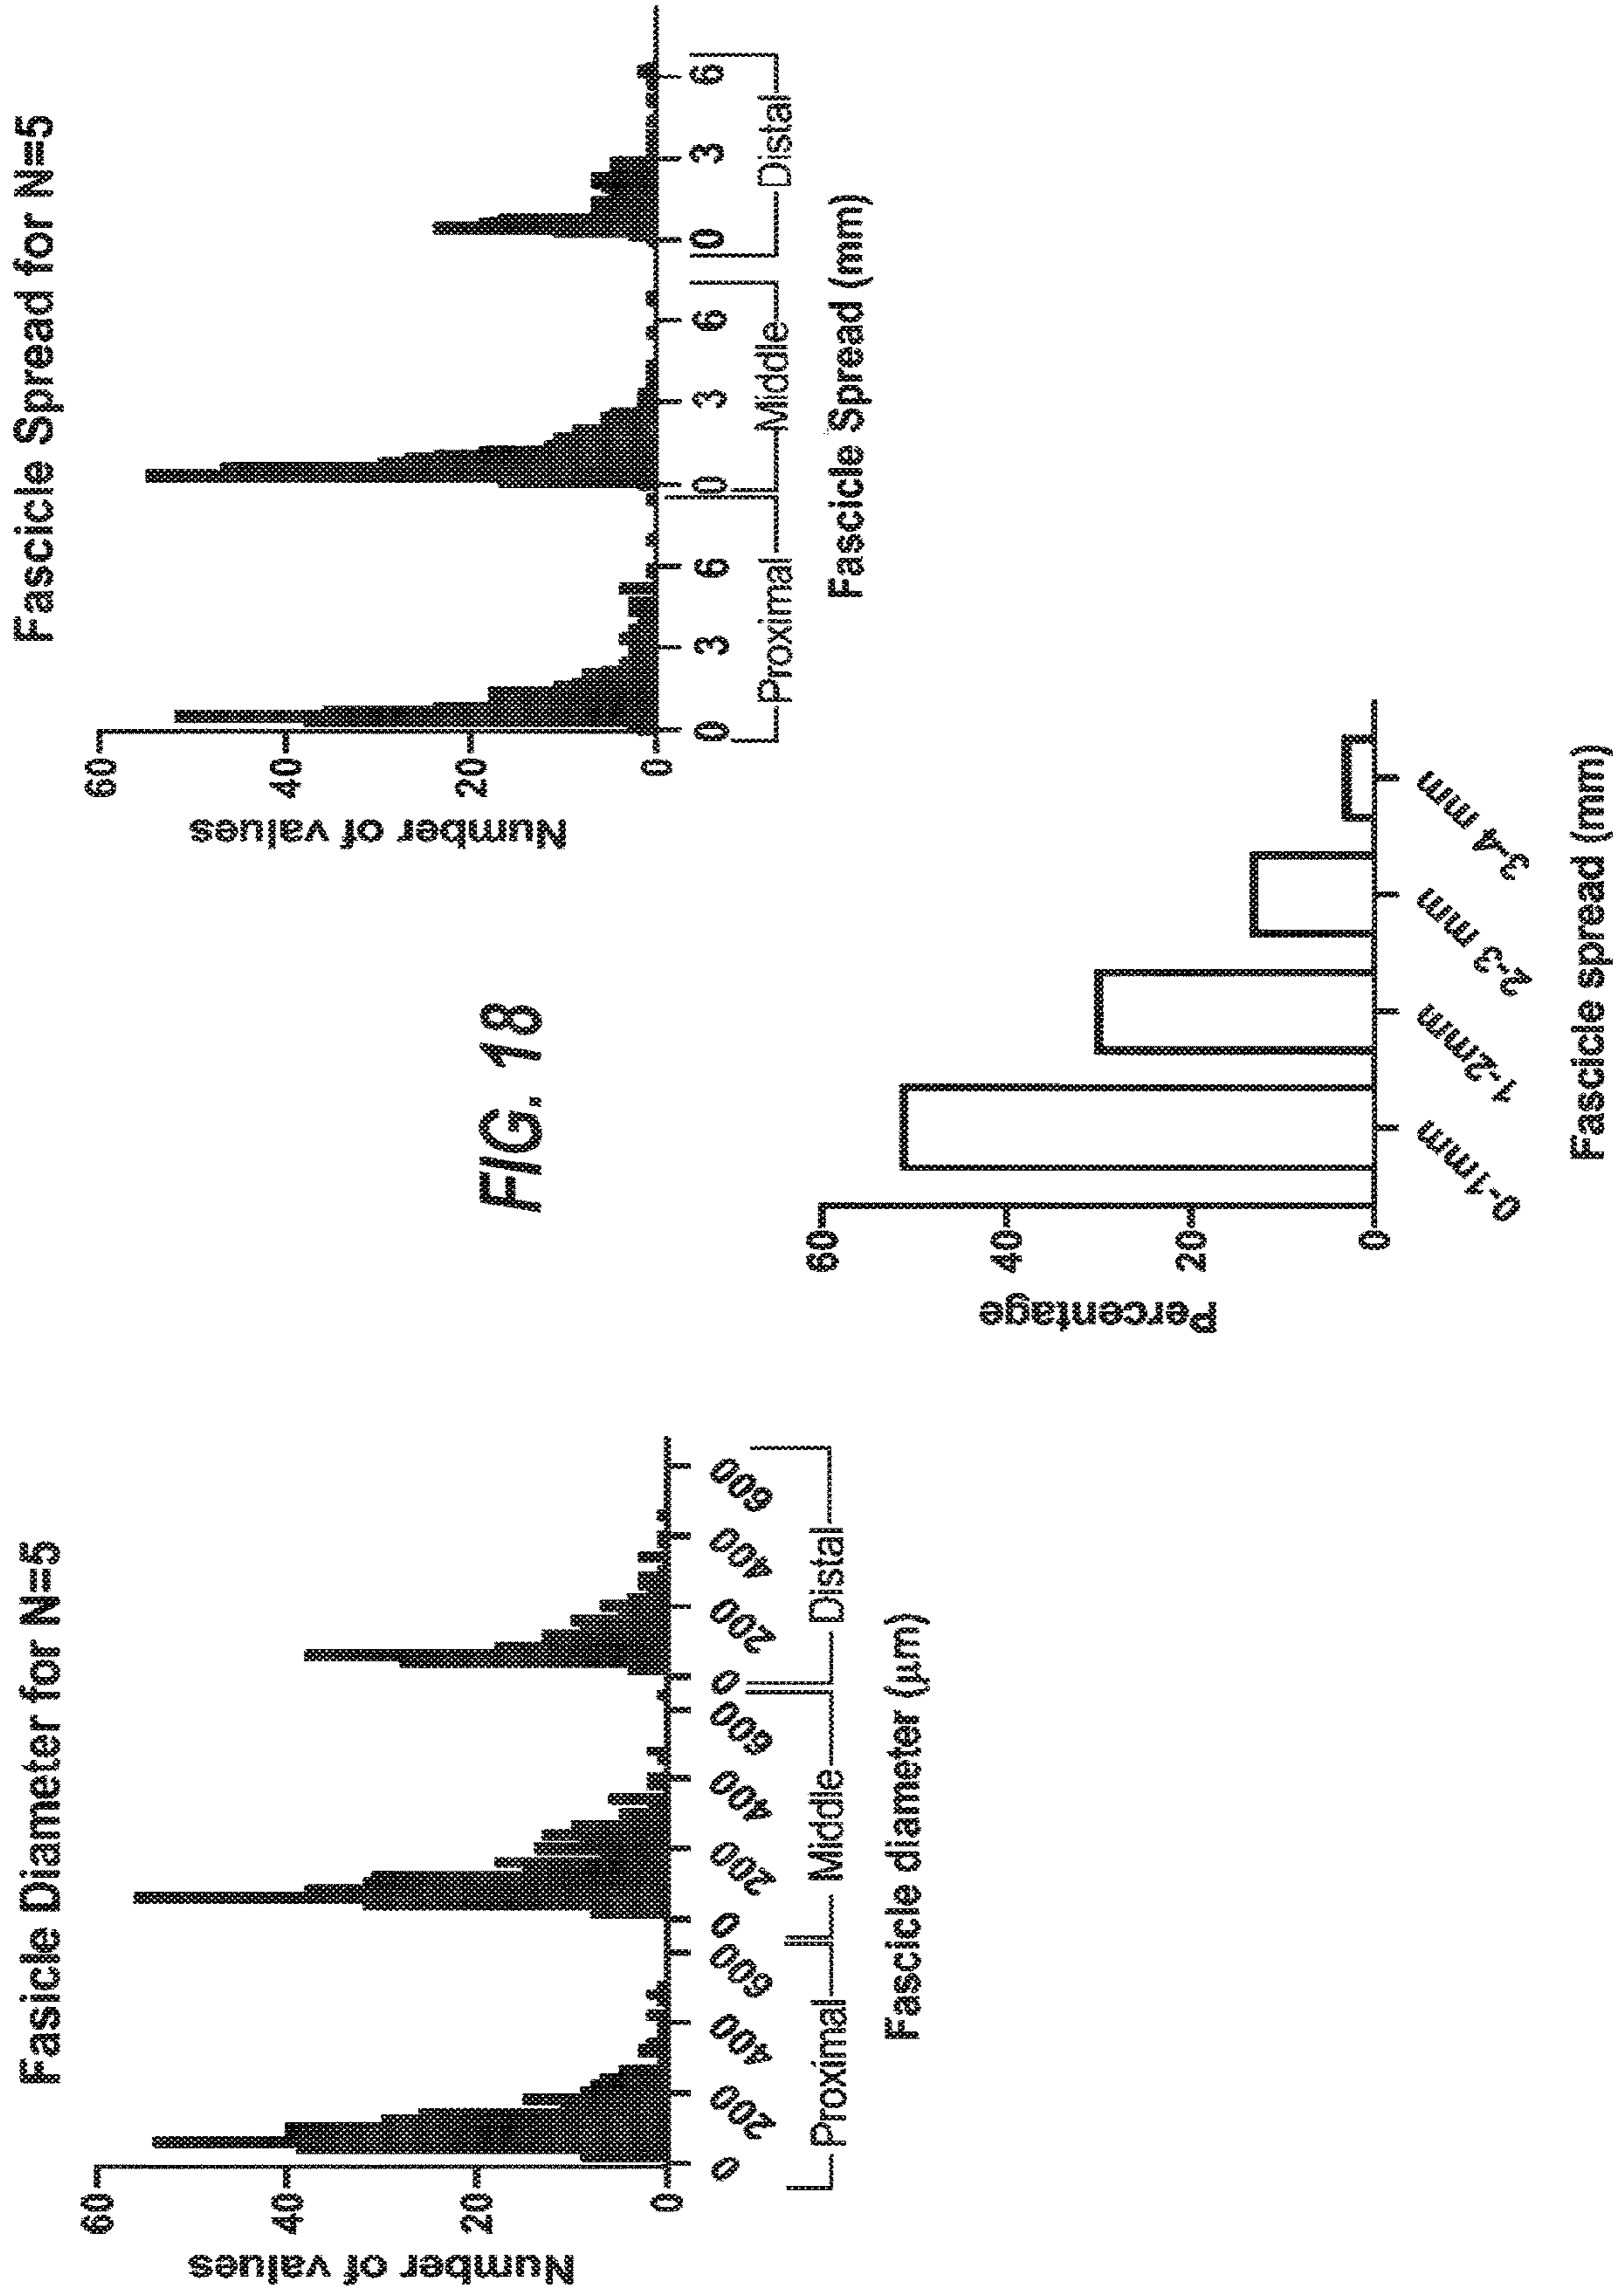 Fasicle Diameter for N=5
Number of values
60
40
20
0
0 200 400 600 0 200 400 600 0 200 400 600
Proximal Middle Distal
Fascicle diameter (µm)
Fascicle Spread for N=5
Number of values
60
40
20
0
0 3 6 0 3 6 0 3 6
Proximal Middle Distal
Fascicle Spread (mm)
FIG. 18
Percentage
60
40
20
0
0-1mm 1-2mm 2-3 mm 3-4 mm
Fascicle spread (mm)